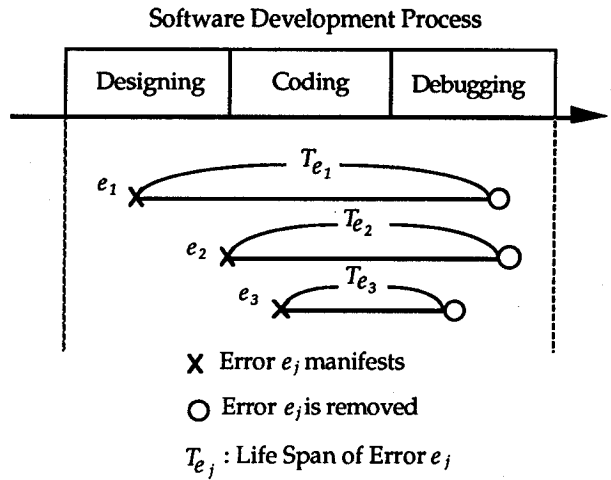 Software Development Process
Designing Coding Debugging
e1 Te1
e2 Te2
e3 Te3
X Error ej manifests
O Error ej is removed
Tej : Life Span of Error ej